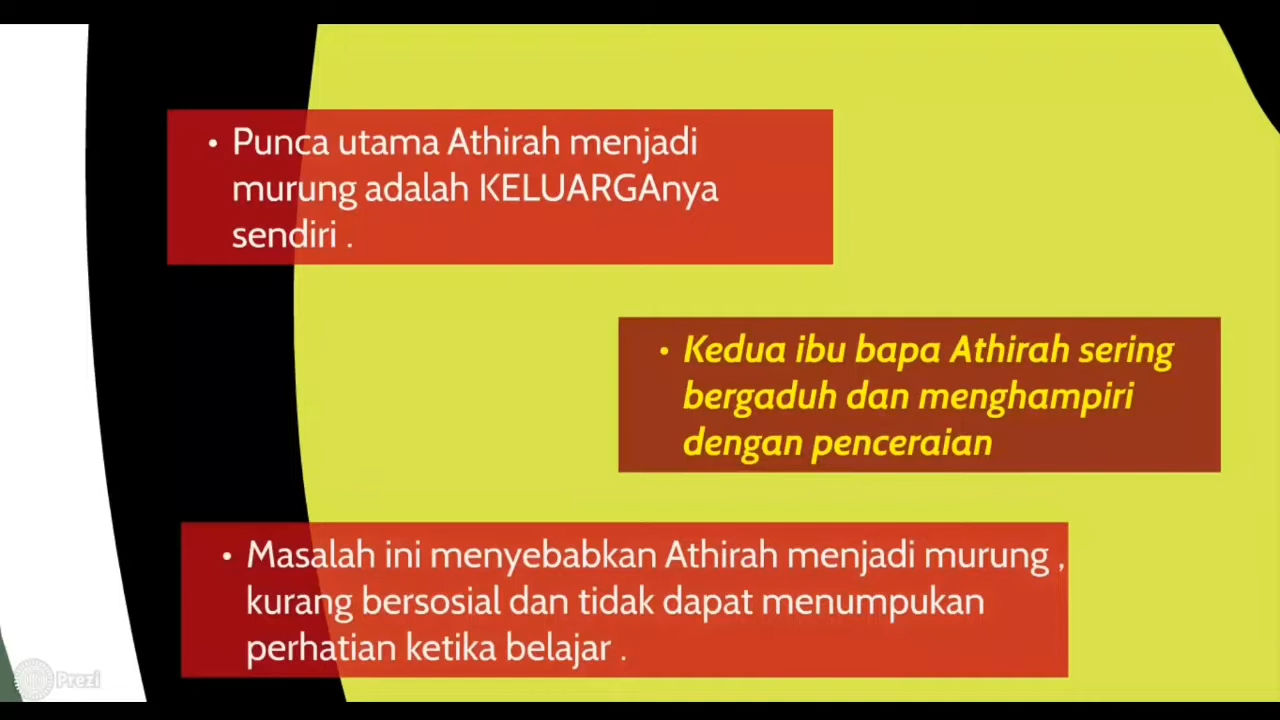 • Punca utama Athirah menjadi
murung adalah KELUARGAnya
sendiri .
• Kedua ibu bapa Athirah sering
bergaduh dan menghampiri
dengan penceraian
• Masalah ini menyebabkan Athirah menjadi murung ,
kurang bersosial dan tidak dapat menumpukan
perhatian ketika belajar .
Prezi